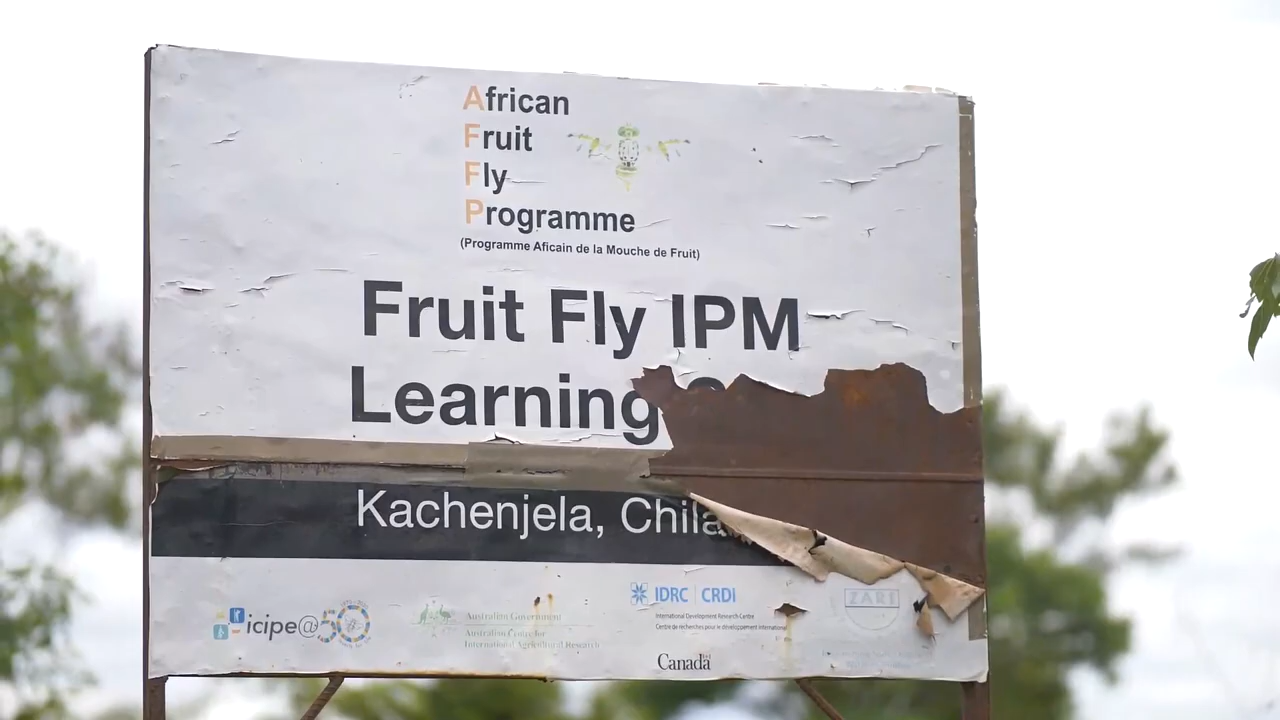 African
Fruit
Fly
Programme
(Programme Aficain de la Mouche de Fruit)
Fruit Fly IPM
Learning
Kachenjela, Chila
icipe@50
Australian Government
Australian Centre for
International Agricultural Research
IDRC | CRDI
International Development Research Centre
Centre de recherches pour le développement international
Canada
ZARI